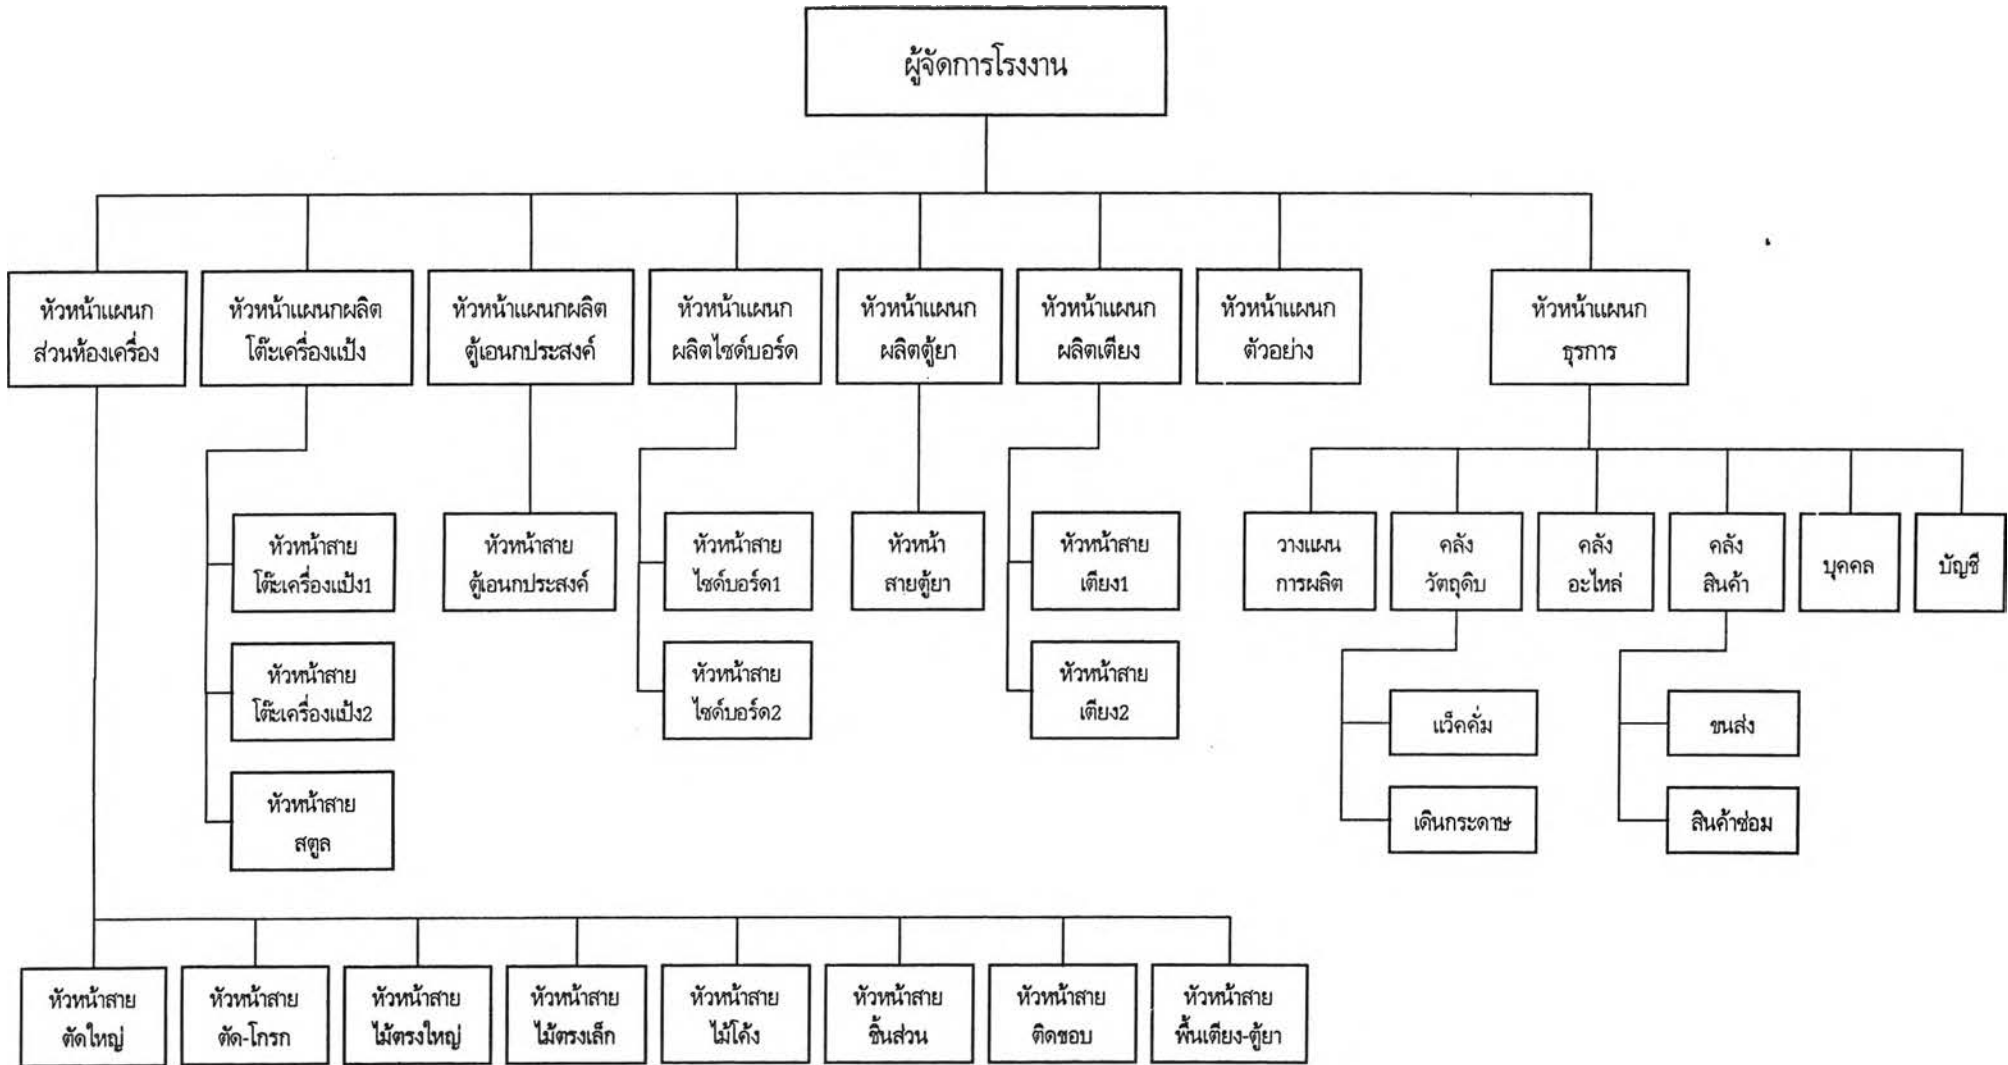 ผู้จัดการโรงงาน
หัวหน้าแผนก
ส่วนห้องเครื่อง
หัวหน้าแผนกผลิต
โต๊ะเครื่องแป้ง
หัวหน้าแผนกผลิต
ตู้เอนกประสงค์
หัวหน้าแผนก
ผลิตไซด์บอร์ด
หัวหน้าแผนก
ผลิตตู้ยา
หัวหน้าแผนก
ผลิตเตียง
หัวหน้าแผนก
ตัวอย่าง
หัวหน้าแผนก
ธุรการ
หัวหน้าสาย
โต๊ะเครื่องแป้ง1
หัวหน้าสาย
โต๊ะเครื่องแป้ง2
หัวหน้าสาย
สตูล
หัวหน้าสาย
ตู้เอนกประสงค์
หัวหน้าสาย
ไซด์บอร์ด1
หัวหน้าสาย
ไซด์บอร์ด2
หัวหน้า
สายตู้ยา
หัวหน้าสาย
เตียง1
หัวหน้าสาย
เตียง2
วางแผน
การผลิต
คลัง
วัตถุดิบ
คลัง
อะไหล่
คลัง
สินค้า
บุคคล
บัญชี
แว็คคั่ม
เดินกระดาษ
ขนส่ง
สินค้าซ่อม
หัวหน้าสาย
ตัดใหญ่
หัวหน้าสาย
ตัด-โกรก
หัวหน้าสาย
ไม้ตรงใหญ่
หัวหน้าสาย
ไม้ตรงเล็ก
หัวหน้าสาย
ไม้โค้ง
หัวหน้าสาย
ชิ้นส่วน
หัวหน้าสาย
ติดขอบ
หัวหน้าสาย
พื้นเตียง-ตู้ยา